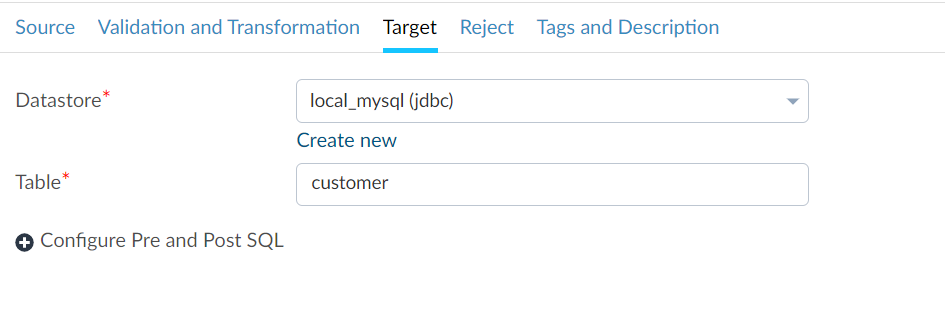 Source Validation and Transformation Target Reject Tags and Description
Datastore* local_mysql (jdbc)
Create new
Table* customer
Configure Pre and Post SQL